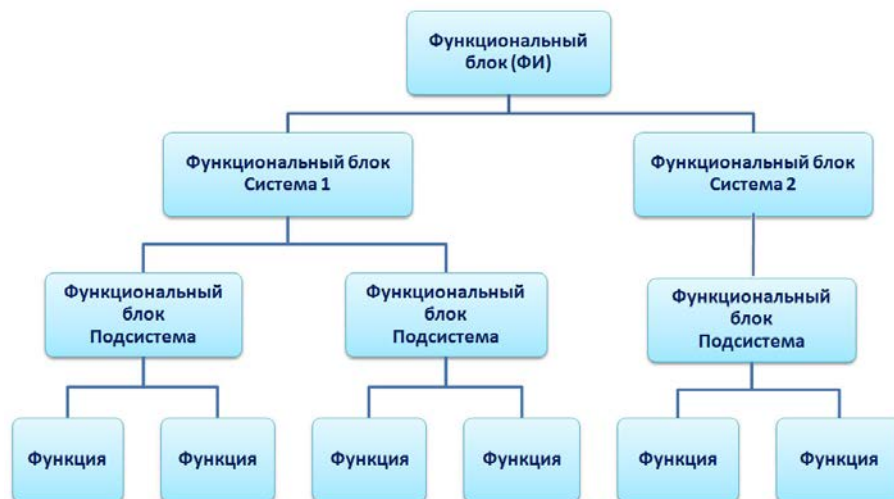 Функциональный
блок (ФИ)
Функциональный блок
Система 1
Функциональный блок
Система 2
Функциональный
блок
Подсистема
Функциональный
блок
Подсистема
Функциональный
блок
Подсистема
Функция
Функция
Функция
Функция
Функция
Функция